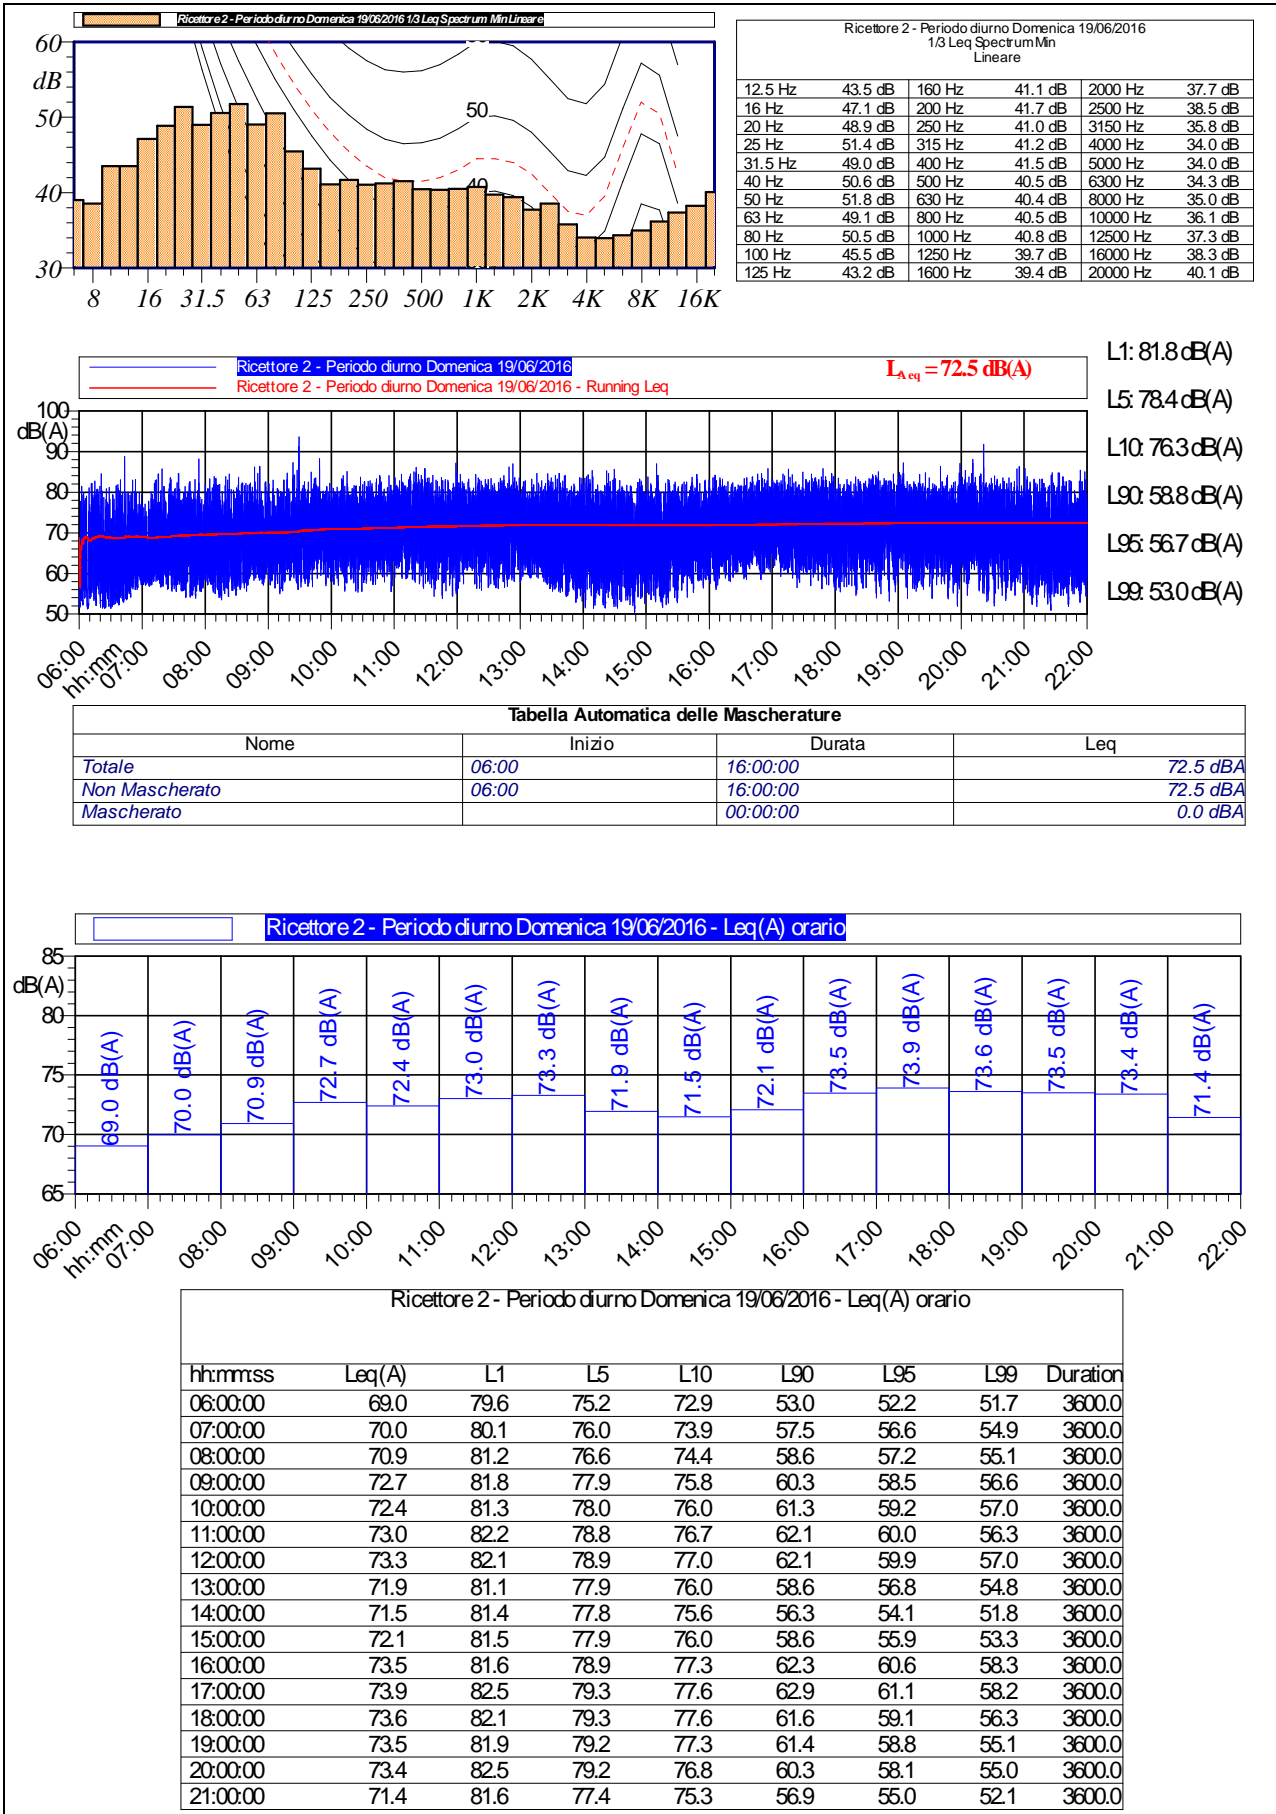 Ricettore 2 - Periodo diurno Domenica 19/06/2016 1/3 Leq Spectrum Min Lineare
60
dB
50
40
30
50
40
8 16 31.5 63 125 250 500 1K 2K 4K 8K 16K
Ricettore 2 - Periodo diurno Domenica 19/06/2016
1/3 Leq Spectrum Min
Lineare
12.5 Hz 43.5 dB 160 Hz 41.1 dB 2000 Hz 37.7 dB
16 Hz 47.1 dB 200 Hz 41.7 dB 2500 Hz 38.5 dB
20 Hz 48.9 dB 250 Hz 41.0 dB 3150 Hz 35.8 dB
25 Hz 51.4 dB 315 Hz 41.2 dB 4000 Hz 34.0 dB
31.5 Hz 49.0 dB 400 Hz 41.5 dB 5000 Hz 34.0 dB
40 Hz 50.6 dB 500 Hz 40.5 dB 6300 Hz 34.3 dB
50 Hz 51.8 dB 630 Hz 40.4 dB 8000 Hz 35.0 dB
63 Hz 49.1 dB 800 Hz 40.5 dB 10000 Hz 36.1 dB
80 Hz 50.5 dB 1000 Hz 40.8 dB 12500 Hz 37.3 dB
100 Hz 45.5 dB 1250 Hz 39.7 dB 16000 Hz 38.3 dB
125 Hz 43.2 dB 1600 Hz 39.4 dB 20000 Hz 40.1 dB
Ricettore 2 - Periodo diurno Domenica 19/06/2016
Ricettore 2 - Periodo diurno Domenica 19/06/2016 - Running Leq
LAeq = 72.5 dB(A)
L1: 81.8 dB(A)
L5: 78.4 dB(A)
L10: 76.3 dB(A)
L90: 58.8 dB(A)
L95: 56.7 dB(A)
L99: 53.0 dB(A)
100
dB(A)
90
80
70
60
50
06:00 hh:mm 07:00 08:00 09:00 10:00 11:00 12:00 13:00 14:00 15:00 16:00 17:00 18:00 19:00 20:00 21:00 22:00
Tabella Automatica delle Mascherature
Nome Inizio Durata Leq
Totale 06:00 16:00:00 72.5 dBA
Non Mascherato 06:00 16:00:00 72.5 dBA
Mascherato 00:00:00 0.0 dBA
Ricettore 2 - Periodo diurno Domenica 19/06/2016 - Leq(A) orario
85
dB(A)
80
75
70
65
69.0 dB(A) 70.0 dB(A) 70.9 dB(A) 72.7 dB(A) 72.4 dB(A) 73.0 dB(A) 73.3 dB(A) 71.9 dB(A) 71.5 dB(A) 72.1 dB(A) 73.5 dB(A) 73.9 dB(A) 73.6 dB(A) 73.5 dB(A) 73.4 dB(A) 71.4 dB(A)
06:00 hh:mm 07:00 08:00 09:00 10:00 11:00 12:00 13:00 14:00 15:00 16:00 17:00 18:00 19:00 20:00 21:00 22:00
Ricettore 2 - Periodo diurno Domenica 19/06/2016 - Leq(A) orario
hh:mm:ss Leq(A) L1 L5 L10 L90 L95 L99 Duration
06:00:00 69.0 79.6 75.2 72.9 53.0 52.2 51.7 3600.0
07:00:00 70.0 80.1 76.0 73.9 57.5 56.6 54.9 3600.0
08:00:00 70.9 81.2 76.6 74.4 58.6 57.2 55.1 3600.0
09:00:00 72.7 81.8 77.9 75.8 60.3 58.5 56.6 3600.0
10:00:00 72.4 81.3 78.0 76.0 61.3 59.2 57.0 3600.0
11:00:00 73.0 82.2 78.8 76.7 62.1 60.0 56.3 3600.0
12:00:00 73.3 82.1 78.9 77.0 62.1 59.9 57.0 3600.0
13:00:00 71.9 81.1 77.9 76.0 58.6 56.8 54.8 3600.0
14:00:00 71.5 81.4 77.8 75.6 56.3 54.1 51.8 3600.0
15:00:00 72.1 81.5 77.9 76.0 58.6 55.9 53.3 3600.0
16:00:00 73.5 81.6 78.9 77.3 62.3 60.6 58.3 3600.0
17:00:00 73.9 82.5 79.3 77.6 62.9 61.1 58.2 3600.0
18:00:00 73.6 82.1 79.3 77.6 61.6 59.1 56.3 3600.0
19:00:00 73.5 81.9 79.2 77.3 61.4 58.8 55.1 3600.0
20:00:00 73.4 82.5 79.2 76.8 60.3 58.1 55.0 3600.0
21:00:00 71.4 81.6 77.4 75.3 56.9 55.0 52.1 3600.0